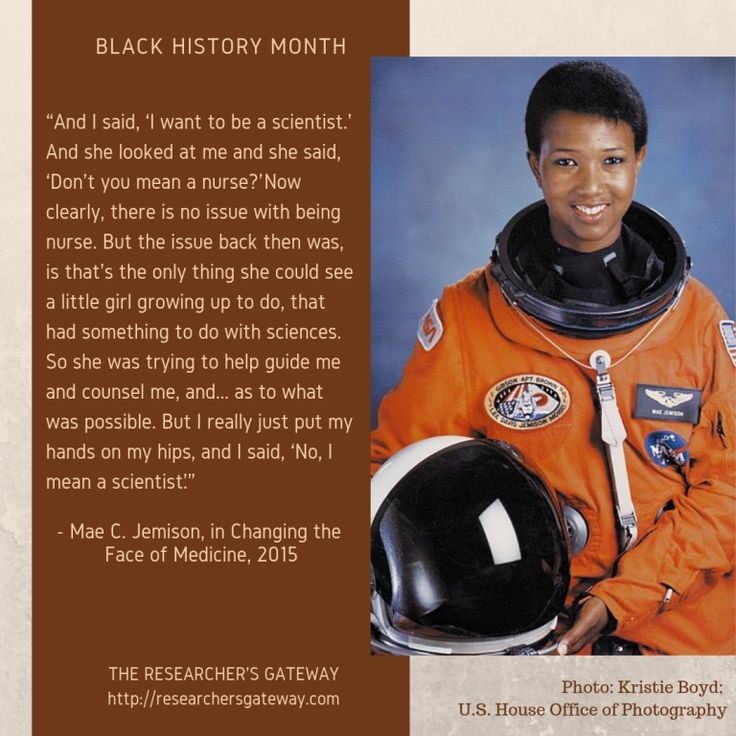 BLACK HISTORY MONTH
“And I said, ‘I want to be a scientist.’
And she looked at me and she said,
‘Don’t you mean a nurse?’Now
clearly, there is no issue with being
nurse. But the issue back then was,
is that’s the only thing she could see
a little girl growing up to do, that
had something to do with sciences.
So she was trying to help guide me
and counsel me, and... as to what
was possible. But I really just put my
hands on my hips, and I said, ‘No, I
mean a scientist.’”
- Mae C. Jemison, in Changing the
Face of Medicine, 2015
THE RESEARCHER’S GATEWAY
http://researchersgateway.com
GIBSON APT BROWN
LEE DAVIS JEMISON MOHRI
MAE JEMISON
NASA
Photo: Kristie Boyd;
U.S. House Office of Photography